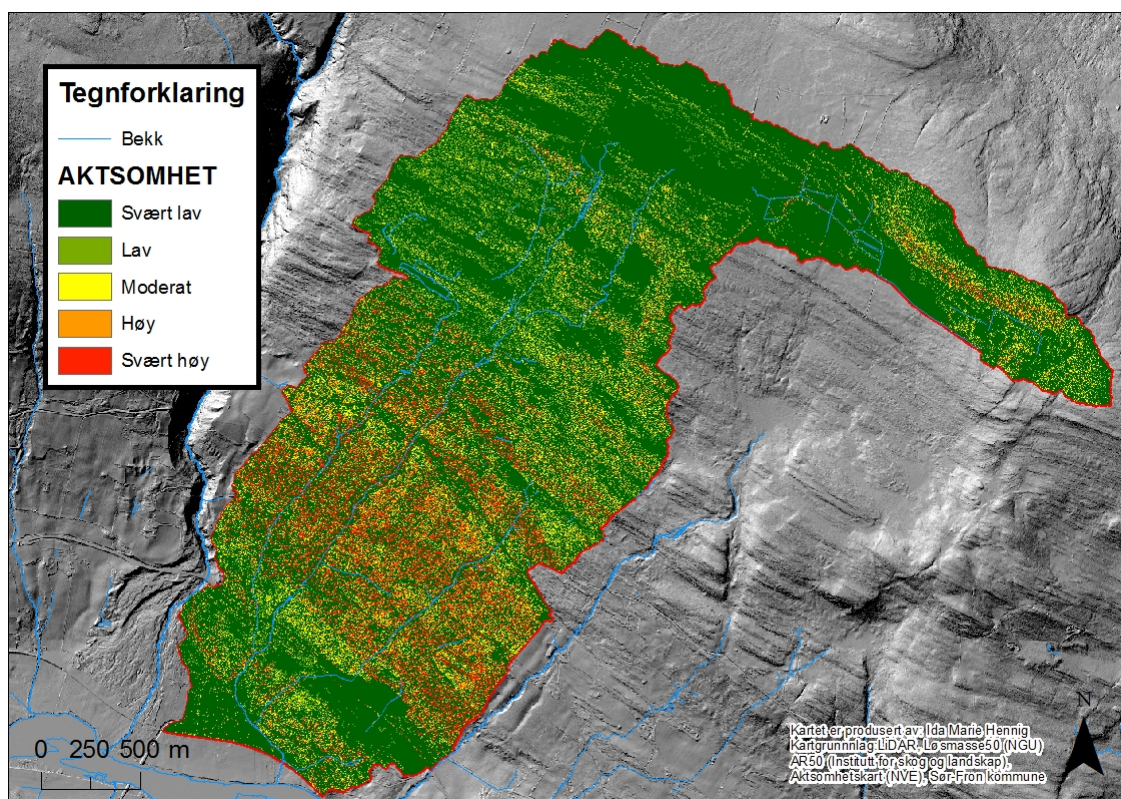 Tegnforklaring
Bekk
AKTSOMHET
Svært lav
Lav
Moderat
Høy
Svært høy
0 250 500 m
N
Kartet er produsert av: Ida Marie Hennig
Kartgrunnnlag LiDAR, Løsmasse50 (NGU)
AR50 (Institutt for skog og landskap),
Aktsomhetskart (NVE), Sør-Fron kommune